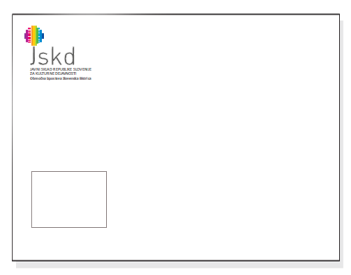 Jskd
JAVNI SKLAD REPUBLIKE SLOVENIJE
ZA KULTURNE DEJAVNOSTI
Območna izpostava Slovenska Bistrica